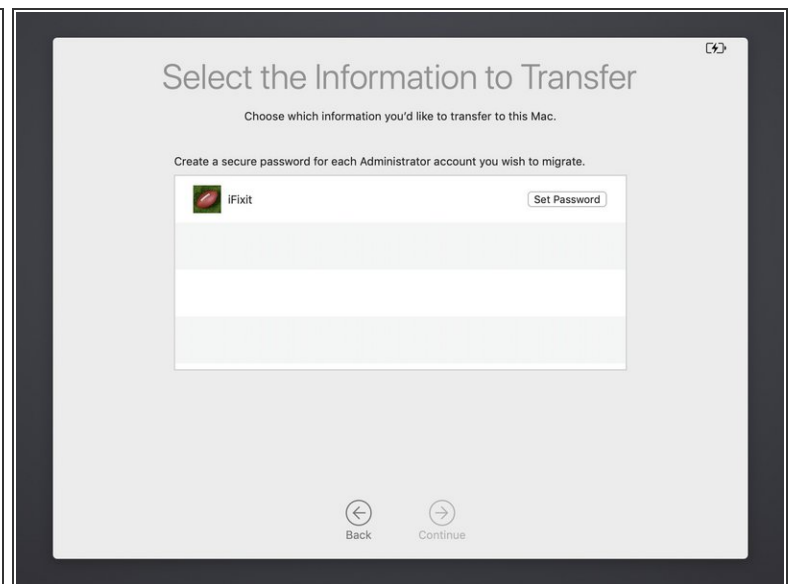 Select the Information to Transfer
Choose which information you'd like to transfer to this Mac.
Create a secure password for each Administrator account you wish to migrate.
iFixit Set Password
Back Continue